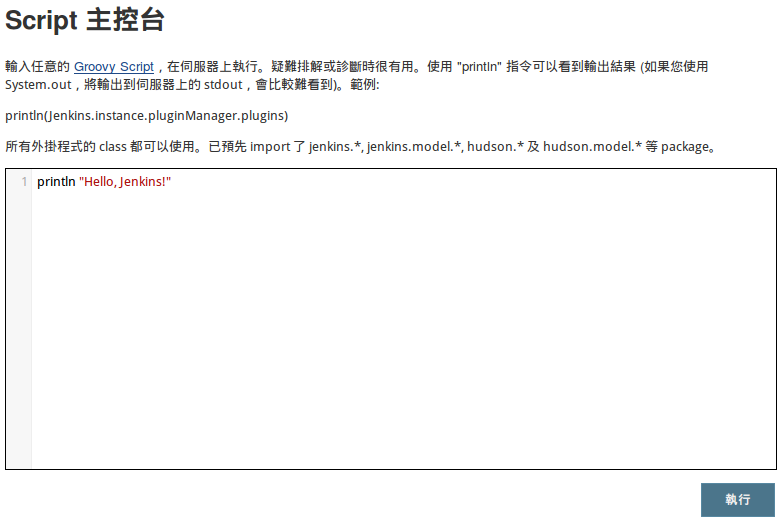 Script 主控台
輸入任意的 Groovy Script，在伺服器上執行。疑難排解或診斷時很有用。使用 "println" 指令可以看到輸出結果 (如果您使用
System.out，將輸出到伺服器上的 stdout，會比較難看到)。範例:
println(Jenkins.instance.pluginManager.plugins)
所有外掛程式的 class 都可以使用。已預先 import 了 jenkins.*, jenkins.model.*, hudson.* 及 hudson.model.* 等 package。
1 println "Hello, Jenkins!"
執行